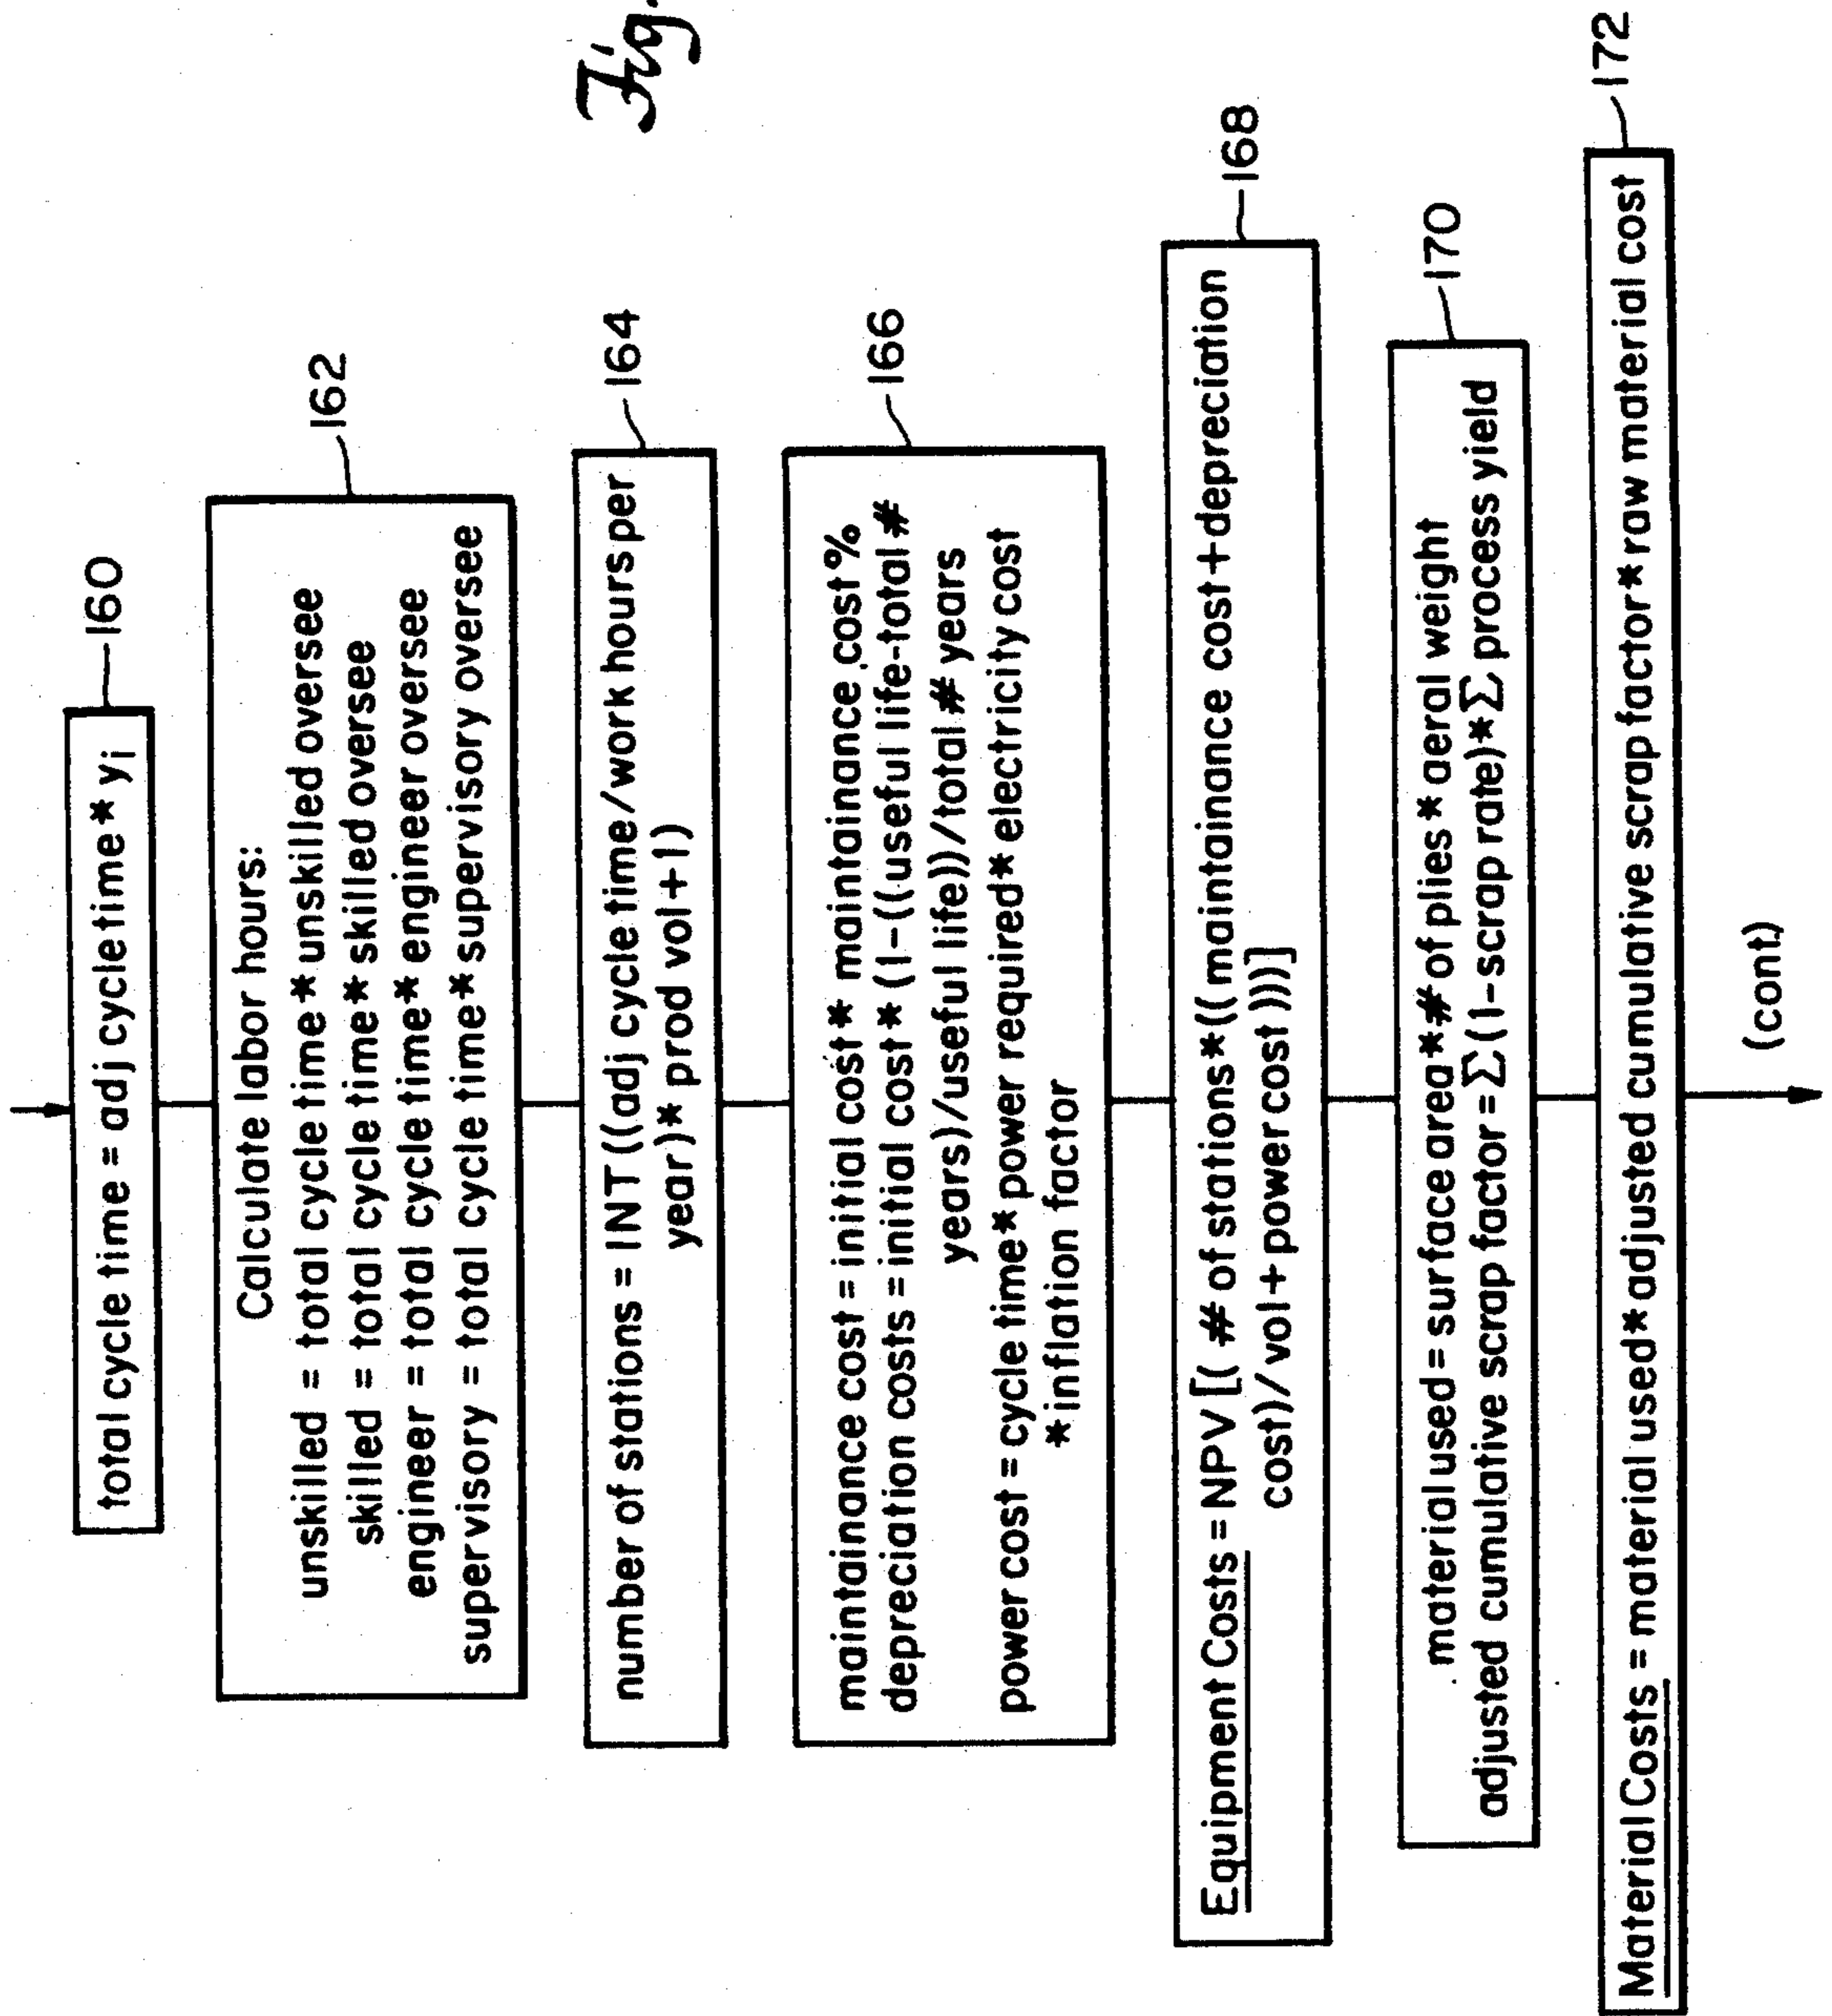 total cycle time = adj cycle time * yi
160
Calculate labor hours:
unskilled = total cycle time * unskilled oversee
skilled = total cycle time * skilled oversee
engineer = total cycle time * engineer oversee
supervisory = total cycle time * supervisory oversee
162
number of stations = INT ((adj cycle time/work hours per
year) * prod vol+1)
164
maintainance cost = initial cost * maintainance cost %
depreciation costs = initial cost * (1-((useful life-total #
years)/useful life))/total # years
power cost = cycle time * power required * electricity cost
* inflation factor
166
Equipment Costs = NPV [( # of stations * (( maintainance cost+depreciation
cost)/vol+power cost )))]
168
material used = surface area * # of plies * aeral weight
adjusted cumulative scrap factor = ∑(1-scrap rate) * ∑ process yield
170
Material Costs = material used * adjusted cumulative scrap factor * raw material cost
172
(cont.)
Fig.